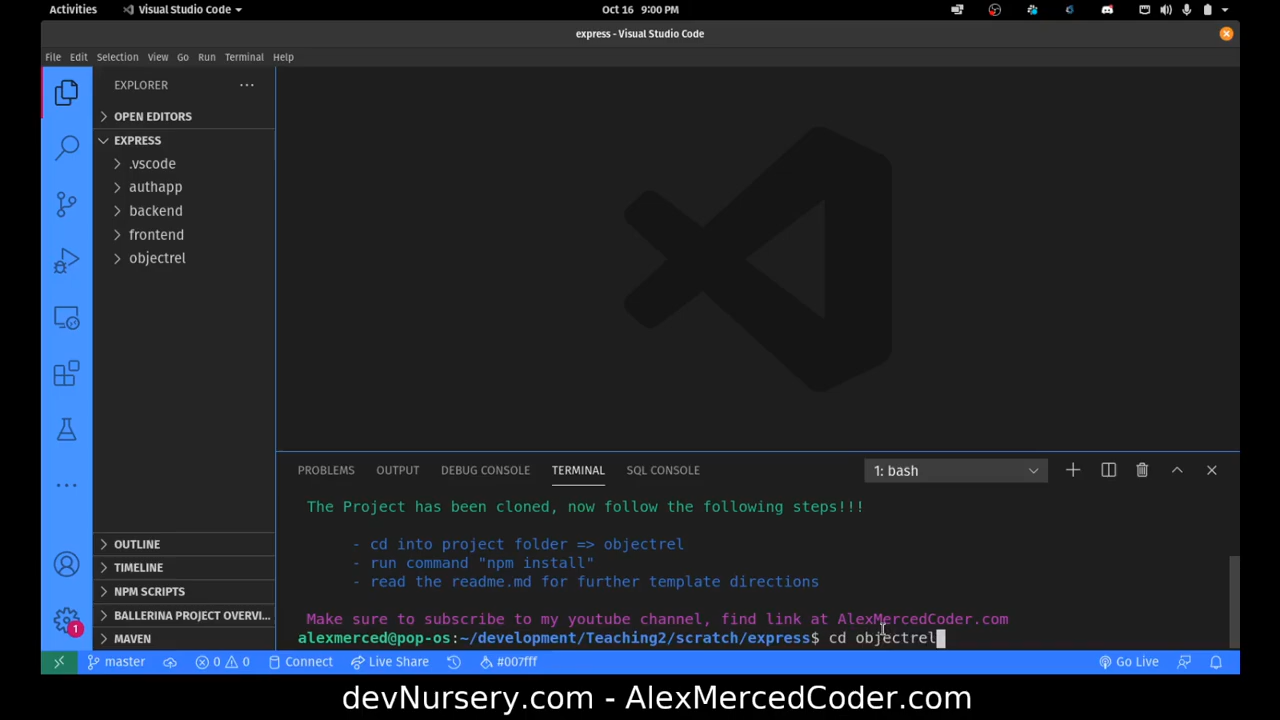 Activities Visual Studio Code Oct 16 9:00 PM
express - Visual Studio Code
File Edit Selection View Go Run Terminal Help
EXPLORER
OPEN EDITORS
EXPRESS
.vscode
authapp
backend
frontend
objectrel
OUTLINE
TIMELINE
NPM SCRIPTS
BALLERINA PROJECT OVERVI...
MAVEN
1
PROBLEMS OUTPUT DEBUG CONSOLE TERMINAL SQL CONSOLE 1: bash
The Project has been cloned, now follow the following steps!!!
- cd into project folder => objectrel
- run command "npm install"
- read the readme.md for further template directions
Make sure to subscribe to my youtube channel, find link at AlexMercedCoder.com
alexmerced@pop-os:~/development/Teaching2/scratch/express$ cd objectrel
master 0 0 Connect Live Share #007fff Go Live
devNursery.com - AlexMercedCoder.com